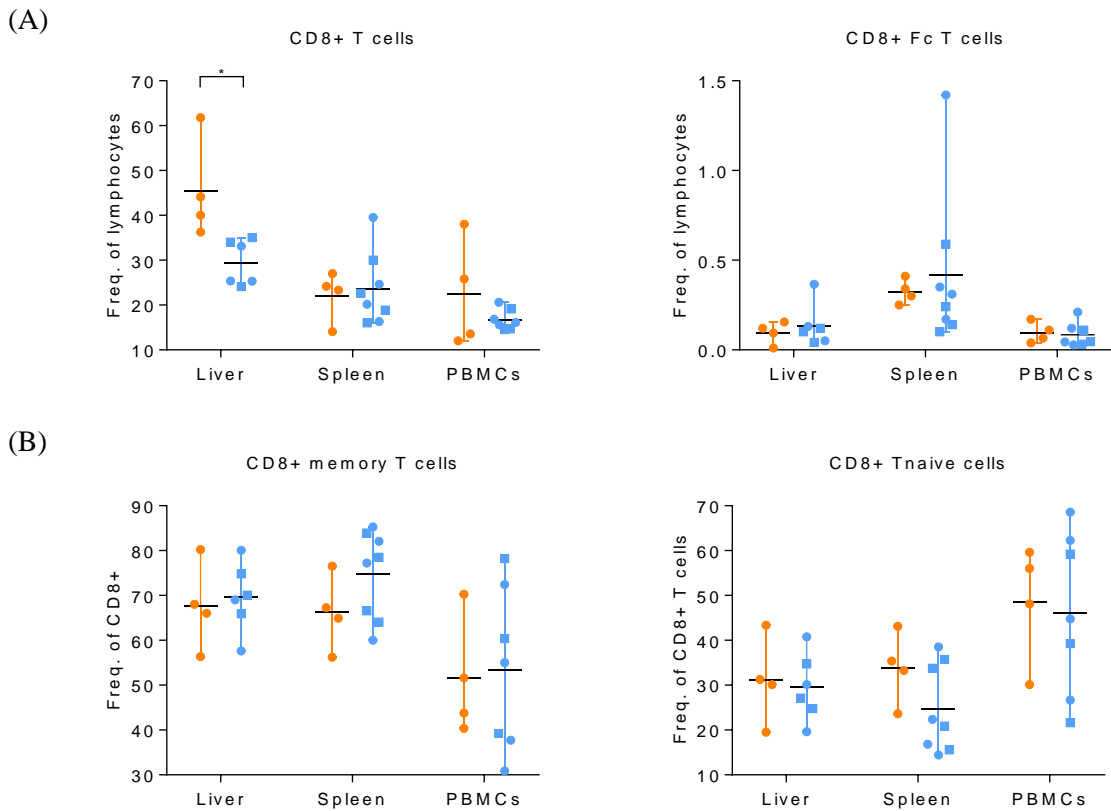 (A)
CD8+ T cells
CD8+ Fc T cells
*
Freq. of lymphocytes
70
60
50
40
30
20
10
Liver Spleen PBMCs
Freq. of lymphocytes
1.5
1.0
0.5
0.0
Liver Spleen PBMCs
(B)
CD8+ memory T cells
CD8+ Tnaive cells
Freq. of CD8+
90
80
70
60
50
40
30
Liver Spleen PBMCs
Freq. of CD8+ T cells
70
60
50
40
30
20
10
Liver Spleen PBMCs